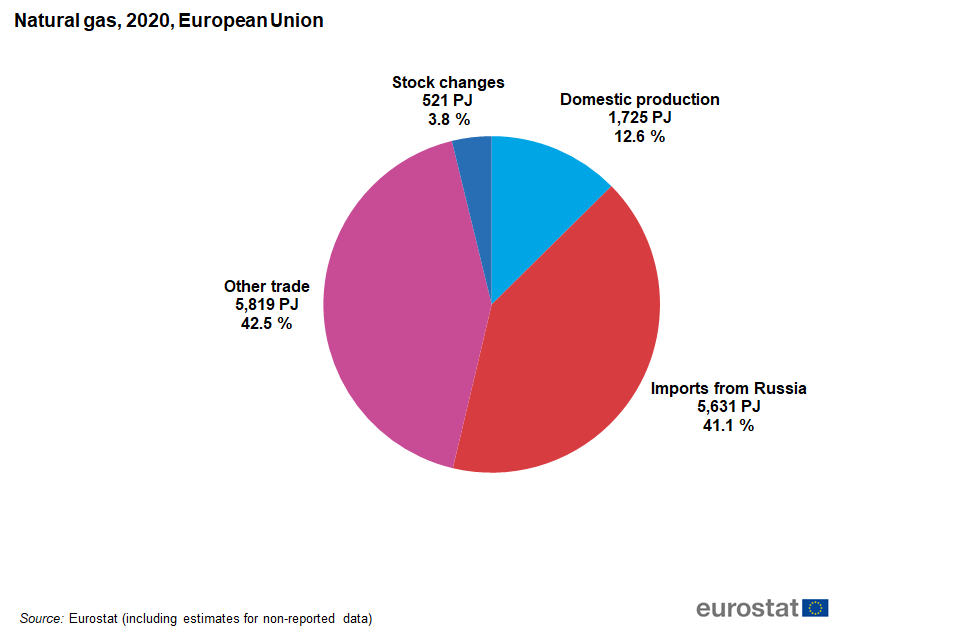 Natural gas, 2020, European Union
Stock changes
521 PJ
3.8 %
Domestic production
1,725 PJ
12.6 %
Other trade
5,819 PJ
42.5 %
Imports from Russia
5,631 PJ
41.1 %
Source: Eurostat (including estimates for non-reported data)
eurostat